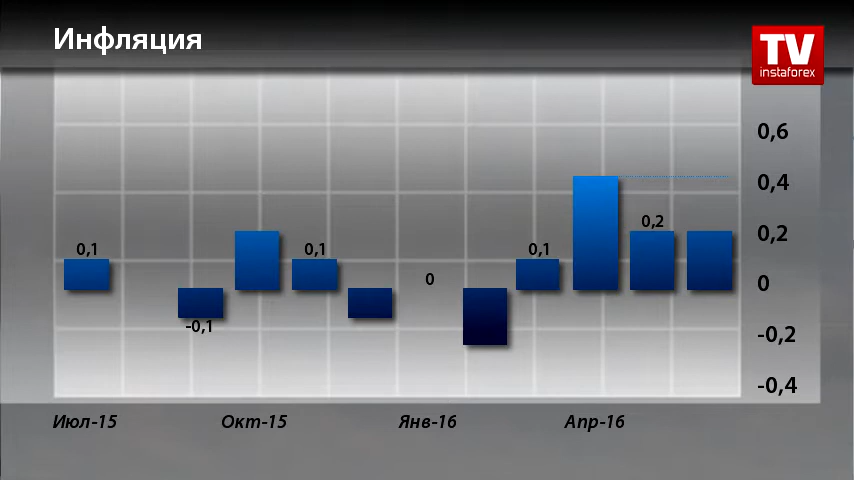 Инфляция
TV
instaforex
0,6
0,4
0,2
0
-0,2
-0,4
0,1
-0,1
0,1
0
0,1
0,2
Июл-15
Окт-15
Янв-16
Апр-16